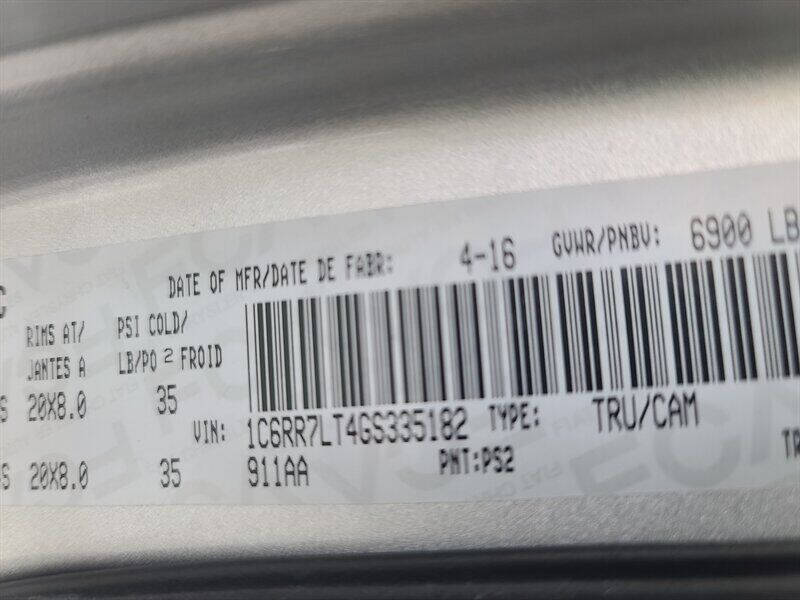 DATE OF MFR/DATE DE FABR: 4-16 GVWR/PNBV: 6900 LB
C
RIMS AT/ PSI COLD/
JANTES A LB/PO 2 FROID
S 20X8.0 35
VIN: 1C6RR7LT4GS335182 TYPE: TRU/CAM
S 20X8.0 35 911AA PNT:PS2 TR